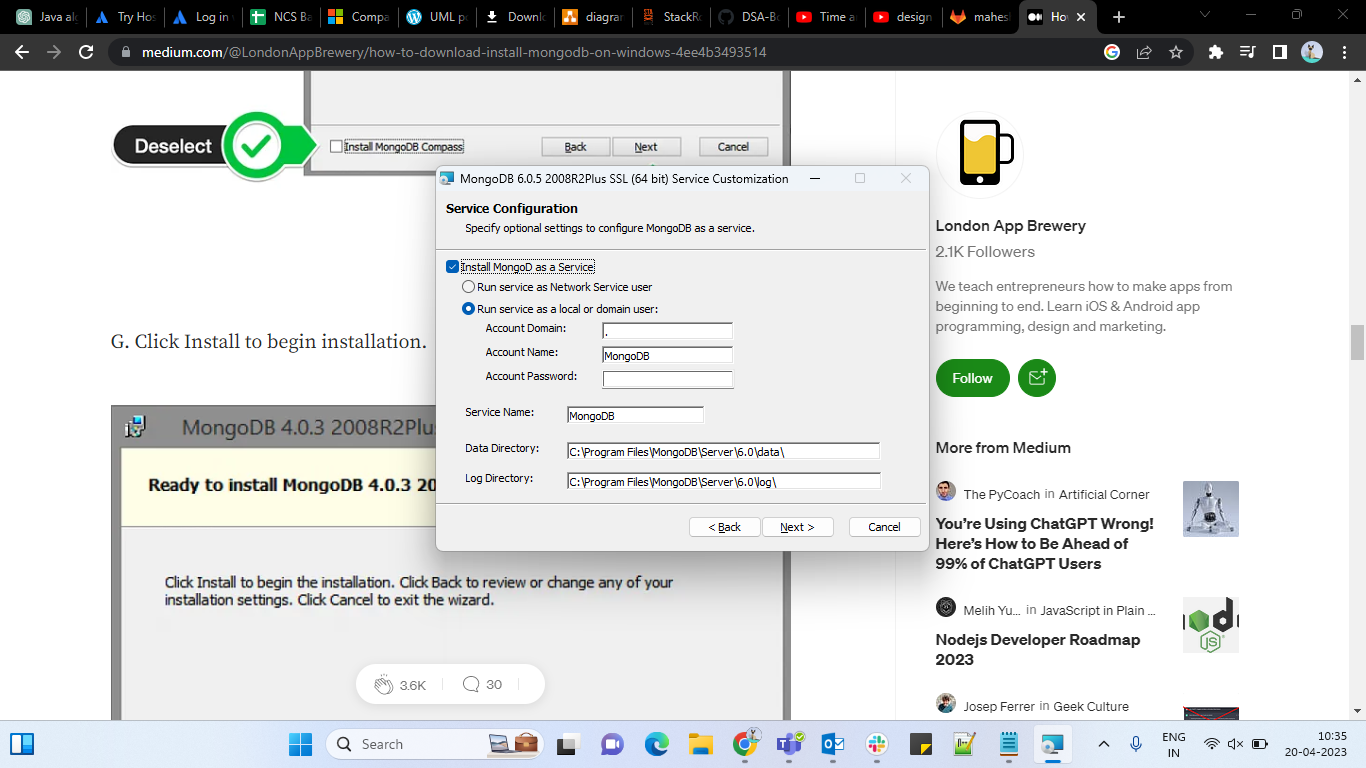 Java alg
Try Hos
Log in
NCS Ba
Compa
UML p
Downlo
diagrar
StackRo
DSA-Bo
Time a
design
mahesh
Ho
medium.com/@LondonAppBrewery/how-to-download-install-mongodb-on-windows-4ee4b3493514
Deselect
Install MongoDB Compass
Back
Next
Cancel
MongoDB 6.0.5 2008R2Plus SSL (64 bit) Service Customization
Service Configuration
Specify optional settings to configure MongoDB as a service.
Install MongoD as a Service
Run service as Network Service user
Run service as a local or domain user:
Account Domain: .
Account Name: MongoDB
Account Password:
Service Name: MongoDB
Data Directory: C:\Program Files\MongoDB\Server\6.0\data\
Log Directory: C:\Program Files\MongoDB\Server\6.0\log\
< Back
Next >
Cancel
G. Click Install to begin installation.
MongoDB 4.0.3 2008R2Plus
Ready to install MongoDB 4.0.3 20
Click Install to begin the installation. Click Back to review or change any of your
installation settings. Click Cancel to exit the wizard.
3.6K
30
London App Brewery
2.1K Followers
We teach entrepreneurs how to make apps from
beginning to end. Learn iOS & Android app
programming, design and marketing.
Follow
More from Medium
The PyCoach in Artificial Corner
You're Using ChatGPT Wrong!
Here's How to Be Ahead of
99% of ChatGPT Users
Melih Yu... in JavaScript in Plain ...
Nodejs Developer Roadmap
2023
Josep Ferrer in Geek Culture
Search
ENG
IN
10:35
20-04-2023